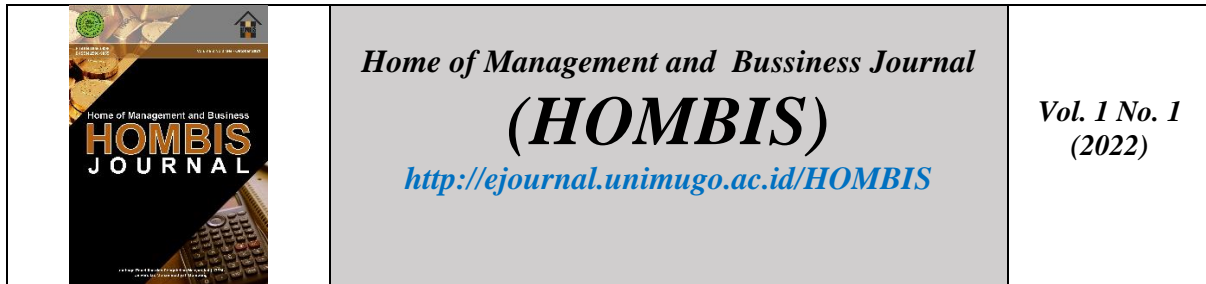 Home of Management and Business
HOMBIS
JOURNAL
Home of Management and Bussiness Journal
(HOMBIS)
http://ejournal.unimugo.ac.id/HOMBIS
Vol. 1 No. 1
(2022)